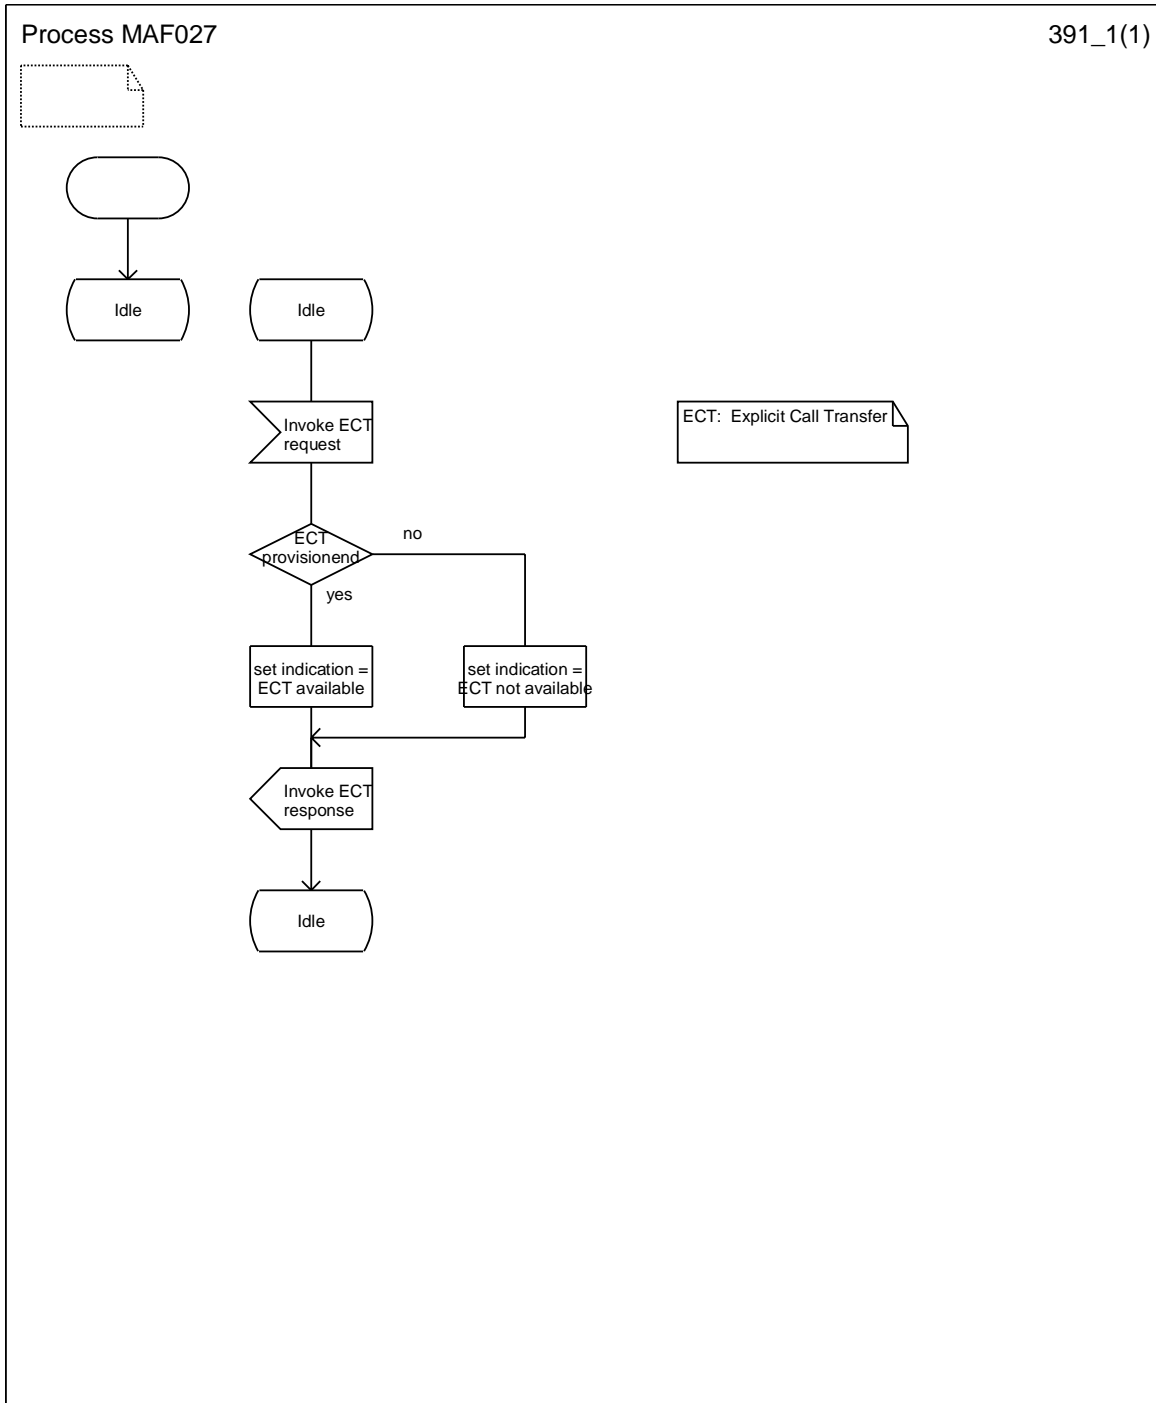 Process MAF027
391_1(1)
Idle
Idle
Invoke ECT
request
ECT: Explicit Call Transfer
ECT
provisionend
no
yes
set indication =
ECT available
set indication =
ECT not available
Invoke ECT
response
Idle